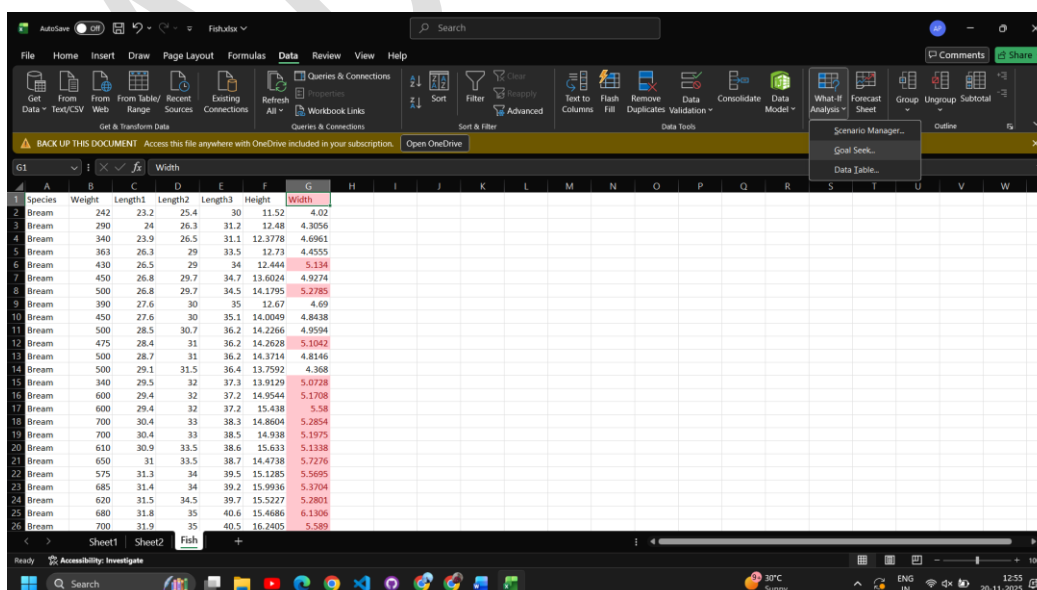 AutoSave Off Fish.xlsx Search AP
File Home Insert Draw Page Layout Formulas Data Review View Help Comments Share
Get Data From Text/CSV From Web From Table/ Range Recent Sources Existing Connections Refresh All Queries & Connections Properties Workbook Links Sort Filter Clear Reapply Advanced Text to Columns Flash Fill Remove Duplicates Data Validation Consolidate Data Model What-If Analysis Forecast Sheet Group Ungroup Subtotal
Get & Transform Data Queries & Connections Sort & Filter Data Tools Outline
Scenario Manager...
Goal Seek...
Data Table...
BACK UP THIS DOCUMENT Access this file anywhere with OneDrive included in your subscription. Open OneDrive
G1 fx Width
A B C D E F G H I J K L M N O P Q R S T U V W
1 Species Weight Length1 Length2 Length3 Height Width
2 Bream 242 23.2 25.4 30 11.52 4.02
3 Bream 290 24 26.3 31.2 12.48 4.3056
4 Bream 340 23.9 26.5 31.1 12.3778 4.6961
5 Bream 363 26.3 29 33.5 12.73 4.4555
6 Bream 430 26.5 29 34 12.444 5.134
7 Bream 450 26.8 29.7 34.7 13.6024 4.9274
8 Bream 500 26.8 29.7 34.5 14.1795 5.2785
9 Bream 390 27.6 30 35 12.67 4.69
10 Bream 450 27.6 30 35.1 14.0049 4.8438
11 Bream 500 28.5 30.7 36.2 14.2266 4.9594
12 Bream 475 28.4 31 36.2 14.2628 5.1042
13 Bream 500 28.7 31 36.2 14.3714 4.8146
14 Bream 500 29.1 31.5 36.4 13.7592 4.368
15 Bream 340 29.5 32 37.3 13.9129 5.0728
16 Bream 600 29.4 32 37.2 14.9544 5.1708
17 Bream 600 29.4 32 37.2 15.438 5.58
18 Bream 700 30.4 33 38.3 14.8604 5.2854
19 Bream 700 30.4 33 38.5 14.938 5.1975
20 Bream 610 30.9 33.5 38.6 15.633 5.1338
21 Bream 650 31 33.5 38.7 14.4738 5.7276
22 Bream 575 31.3 34 39.5 15.1285 5.5695
23 Bream 685 31.4 34 39.2 15.9936 5.3704
24 Bream 620 31.5 34.5 39.7 15.5227 5.2801
25 Bream 680 31.8 35 40.6 15.4686 6.1306
26 Bream 700 31.9 35 40.5 16.2405 5.589
Sheet1 Sheet2 Fish
Ready Accessibility: Investigate 10
Search 30°C ENG 12:55
Sunny IN 20-11-2025